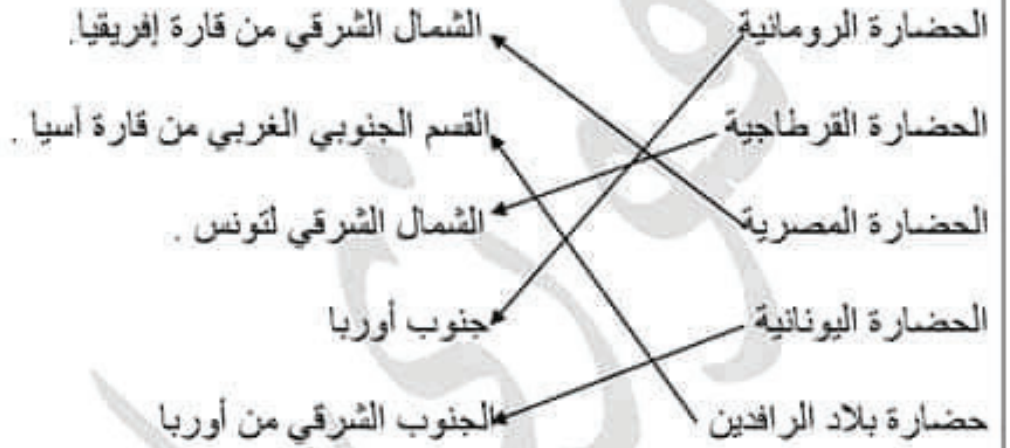 الحضارة الرومانية الشمال الشرقي من قارة إفريقيا.
الحضارة القرطاجية القسم الجنوبي الغربي من قارة أسيا .
الحضارة المصرية الشمال الشرقي لتونس .
الحضارة اليونانية جنوب أوربا
حضارة بلاد الرافدين الجنوب الشرقي من أوربا